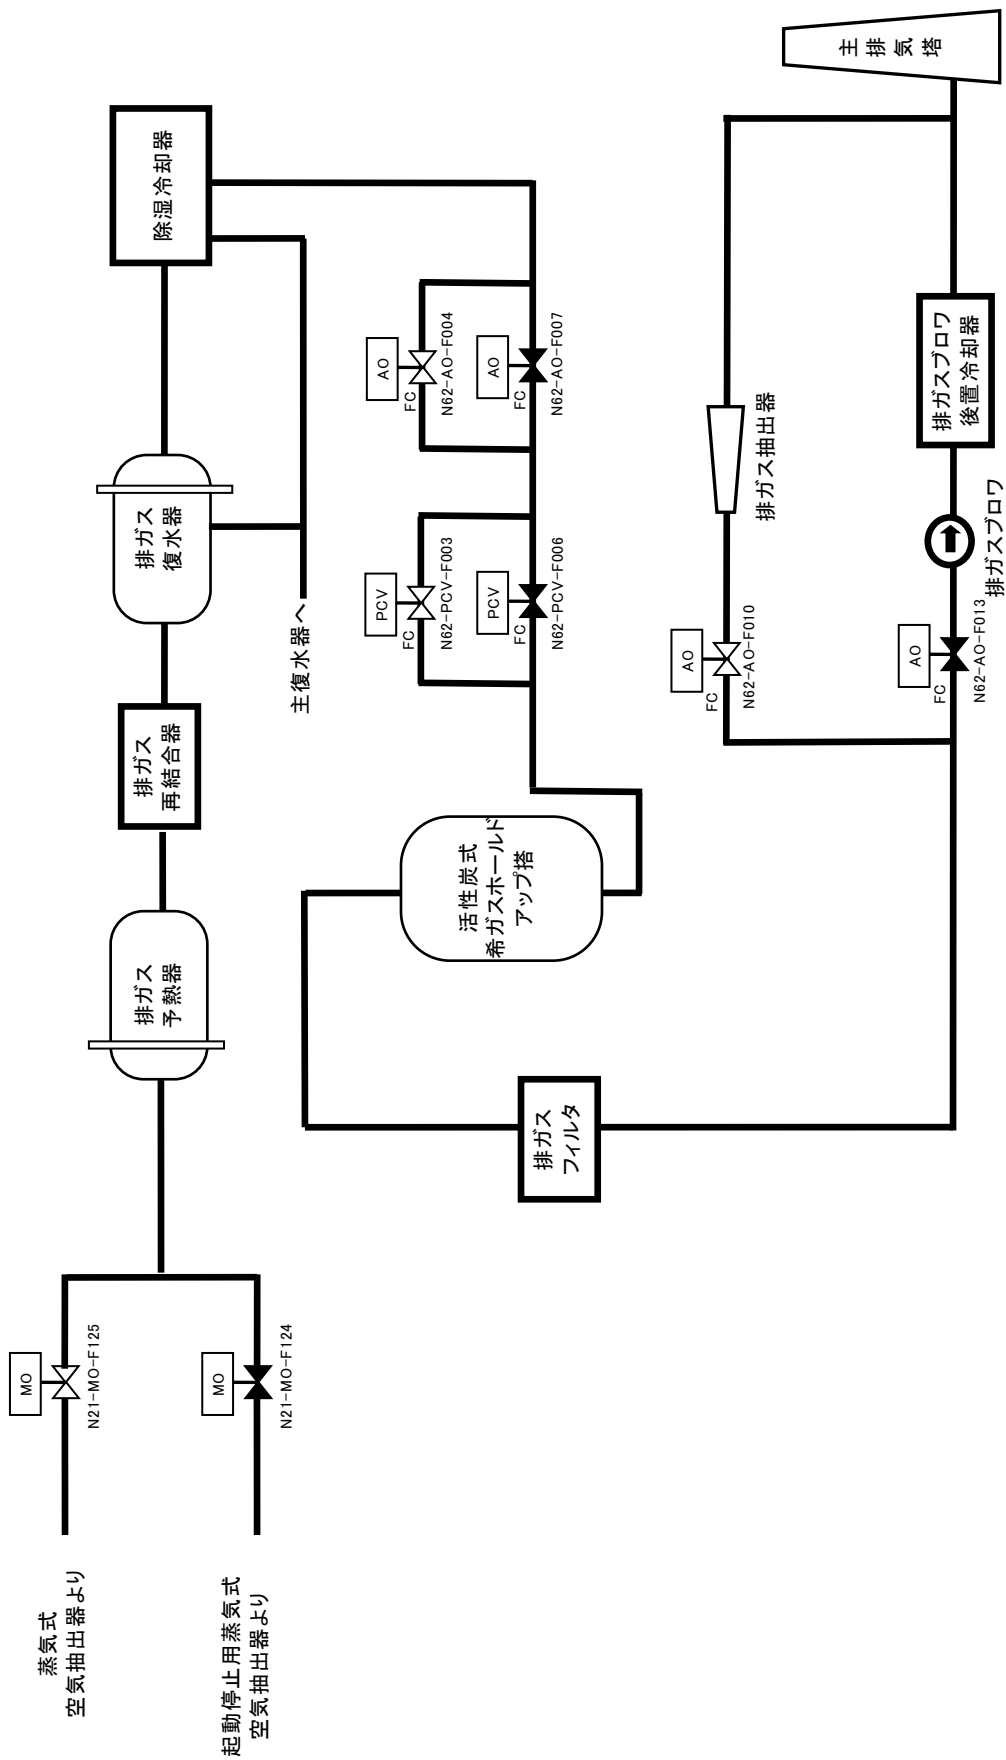 蒸気式
空気抽出器より
起動停止用蒸気式
空気抽出器より
MO
N21-MO-F125
MO
N21-MO-F124
排ガス
予熱器
排ガス
再結合器
排ガス
復水器
除湿冷却器
主復水器へ
AO
FC
N62-AO-F004
AO
FC
N62-AO-F007
PCV
FC
N62-PCV-F003
PCV
FC
N62-PCV-F006
活性炭式
希ガスホールド
アップ塔
排ガス
フィルタ
AO
FC
N62-AO-F010
排ガス抽出器
AO
FC
N62-AO-F013
排ガスブロワ
排ガスブロワ
後置冷却器
主
排
気
塔